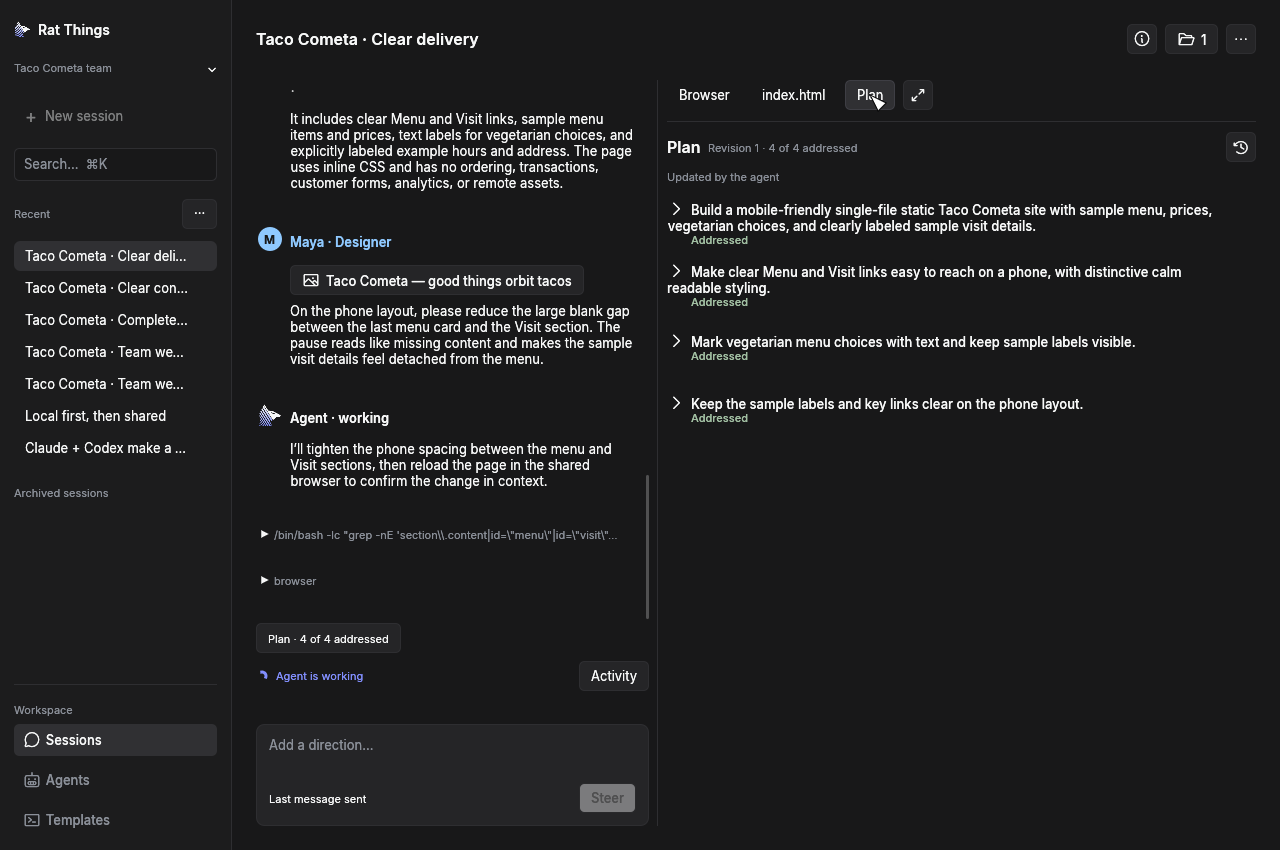 Rat Things
Taco Cometa team
+ New session
Search... ⌘K
Recent
Taco Cometa · Clear deli...
Taco Cometa · Clear con...
Taco Cometa · Complete...
Taco Cometa · Team we...
Taco Cometa · Team we...
Local first, then shared
Claude + Codex make a ...
Archived sessions
Workspace
Sessions
Agents
Templates
Taco Cometa · Clear delivery
1
.
It includes clear Menu and Visit links, sample menu
items and prices, text labels for vegetarian choices, and
explicitly labeled example hours and address. The page
uses inline CSS and has no ordering, transactions,
customer forms, analytics, or remote assets.
M Maya · Designer
Taco Cometa — good things orbit tacos
On the phone layout, please reduce the large blank gap
between the last menu card and the Visit section. The
pause reads like missing content and makes the sample
visit details feel detached from the menu.
Agent · working
I'll tighten the phone spacing between the menu and
Visit sections, then reload the page in the shared
browser to confirm the change in context.
/bin/bash -lc "grep -nE 'section\\.content|id=\"menu\"|id=\"visit\"...
browser
Plan · 4 of 4 addressed
Agent is working
Activity
Add a direction...
Last message sent
Steer
Browser
index.html
Plan
Plan Revision 1 · 4 of 4 addressed
Updated by the agent
Build a mobile-friendly single-file static Taco Cometa site with sample menu, prices,
vegetarian choices, and clearly labeled sample visit details.
Addressed
Make clear Menu and Visit links easy to reach on a phone, with distinctive calm
readable styling.
Addressed
Mark vegetarian menu choices with text and keep sample labels visible.
Addressed
Keep the sample labels and key links clear on the phone layout.
Addressed